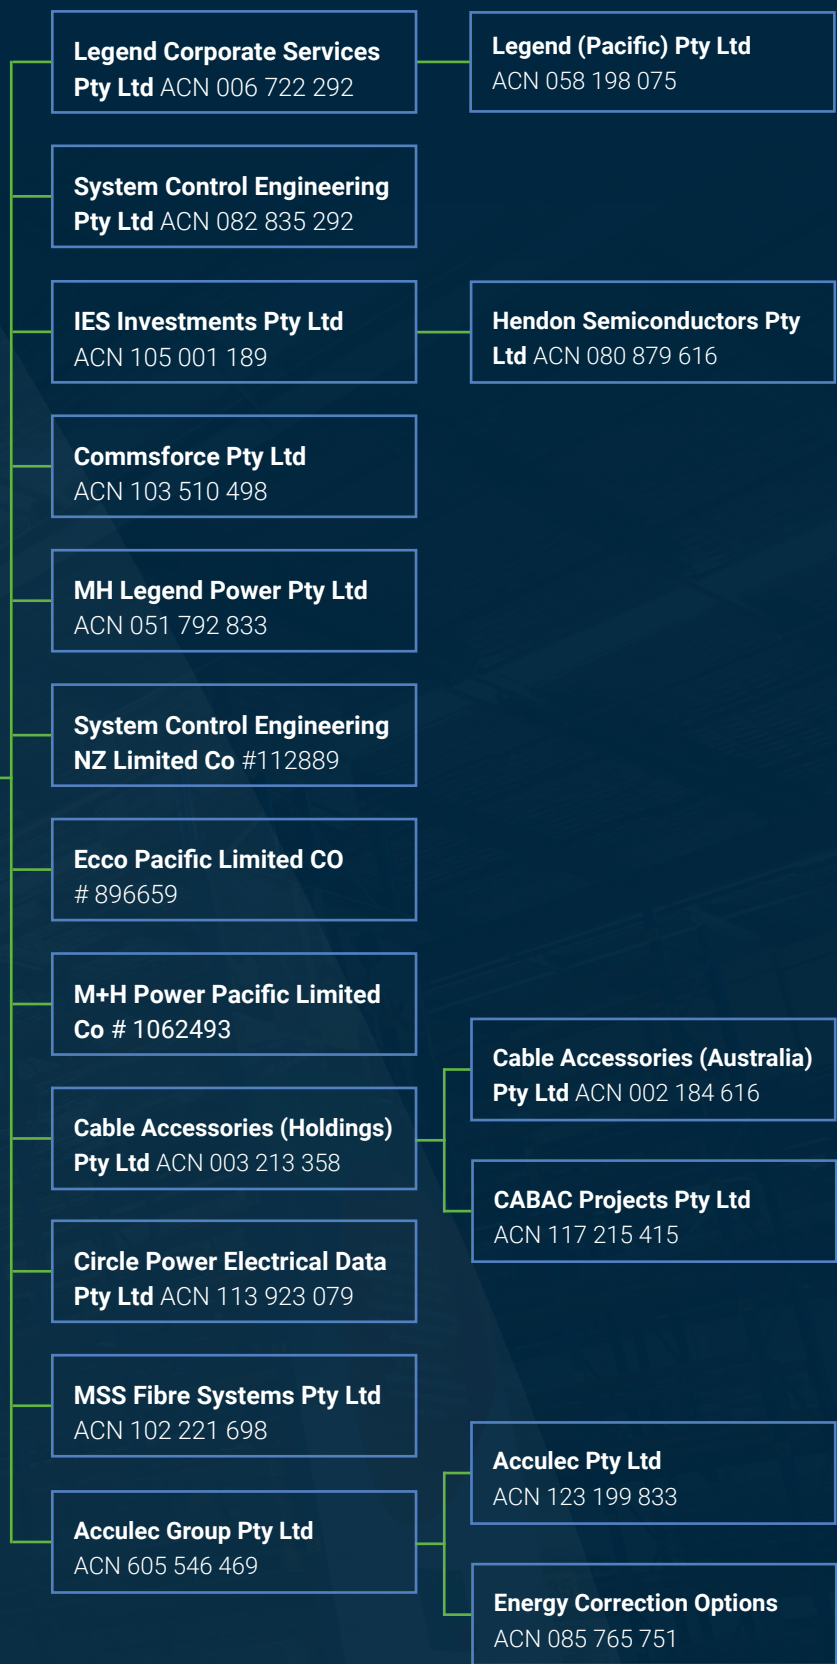 Legend Corporate Services
Pty Ltd ACN 006 722 292
Legend (Pacific) Pty Ltd
ACN 058 198 075
System Control Engineering
Pty Ltd ACN 082 835 292
IES Investments Pty Ltd
ACN 105 001 189
Hendon Semiconductors Pty
Ltd ACN 080 879 616
Commsforce Pty Ltd
ACN 103 510 498
MH Legend Power Pty Ltd
ACN 051 792 833
System Control Engineering
NZ Limited Co #112889
Ecco Pacific Limited CO
# 896659
M+H Power Pacific Limited
Co # 1062493
Cable Accessories (Holdings)
Pty Ltd ACN 003 213 358
Cable Accessories (Australia)
Pty Ltd ACN 002 184 616
CABAC Projects Pty Ltd
ACN 117 215 415
Circle Power Electrical Data
Pty Ltd ACN 113 923 079
MSS Fibre Systems Pty Ltd
ACN 102 221 698
Acculec Group Pty Ltd
ACN 605 546 469
Acculec Pty Ltd
ACN 123 199 833
Energy Correction Options
ACN 085 765 751